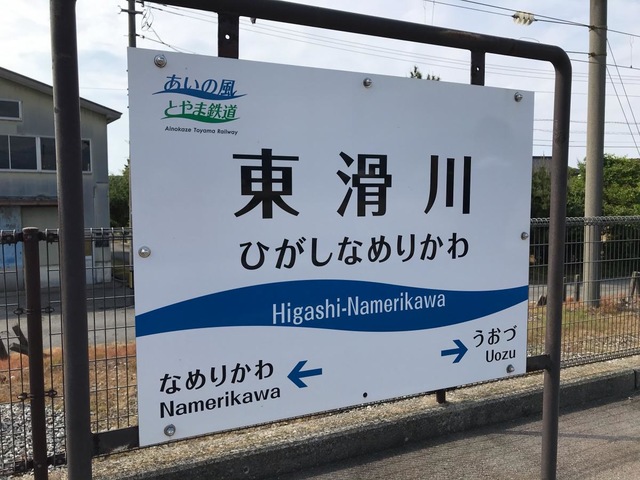 あいの風
とやま鉄道
Ainokaze Toyama Railway
東滑川
ひがしなめりかわ
Higashi-Namerikawa
なめりかわ ←
Namerikawa
→ うおづ
Uozu